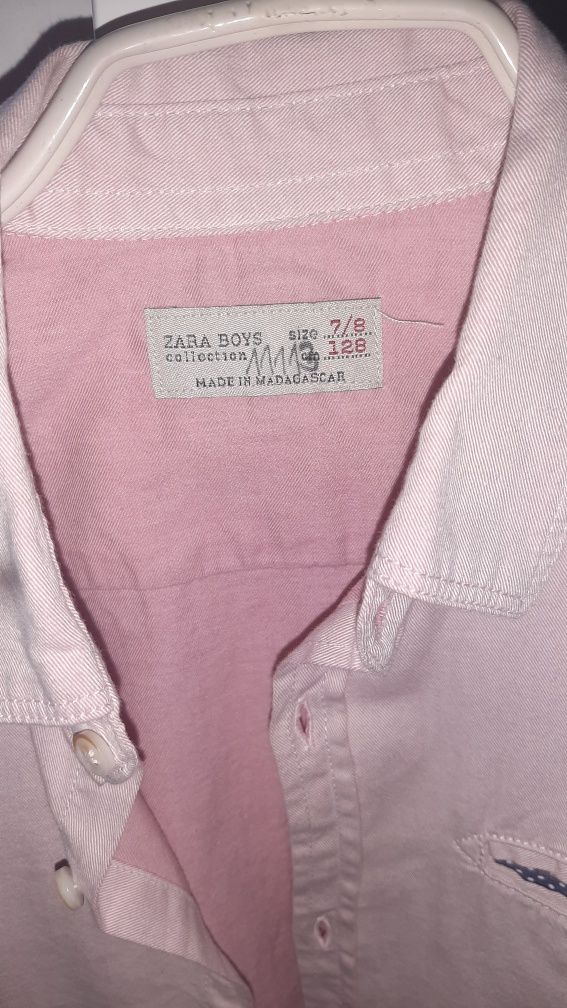 ZARA BOYS size 7/8
collection cm 128
MADE IN MADAGASCAR